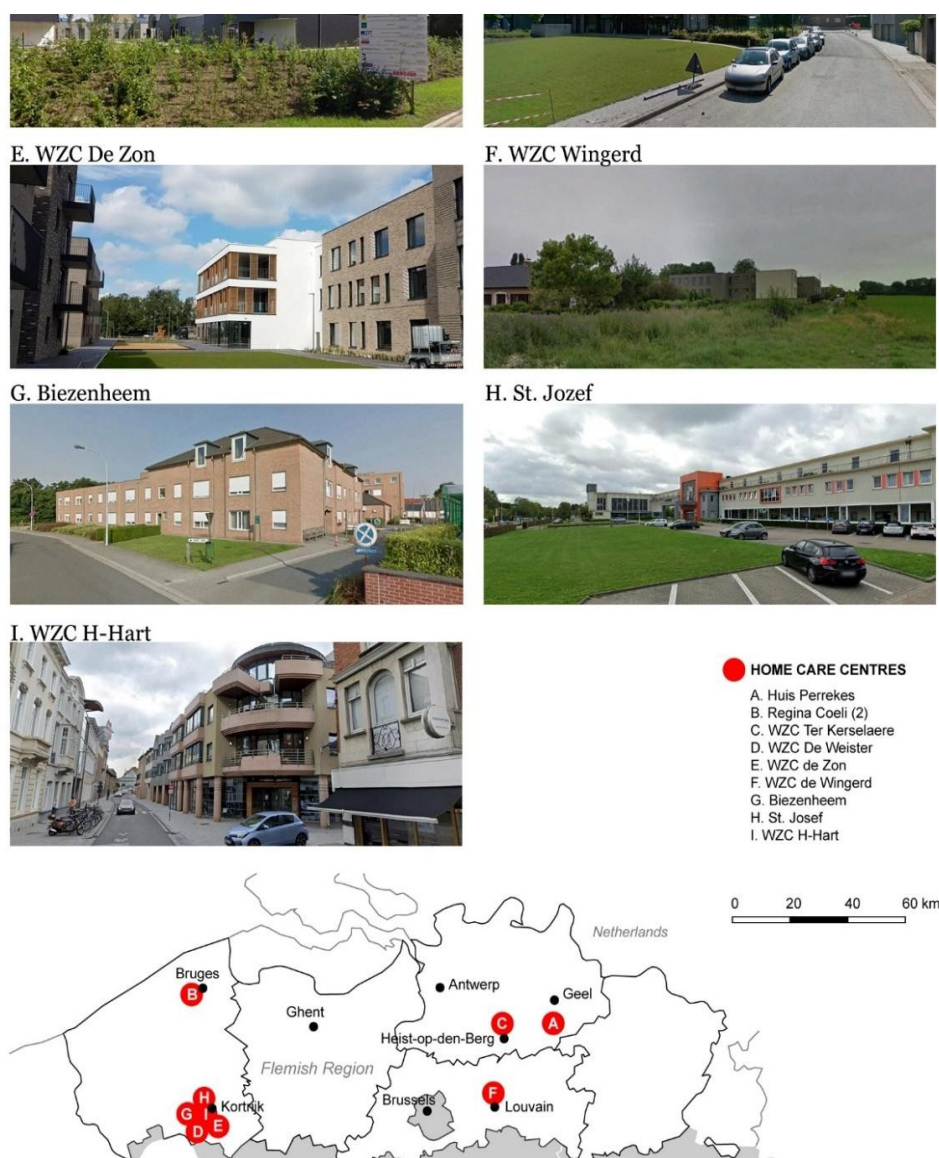 E. WZC De Zon
F. WZC Wingerd
G. Biezenheem
H. St. Jozef
I. WZC H-Hart
HOME CARE CENTRES
A. Huis Perrekes
B. Regina Coeli (2)
C. WZC Ter Kerselaere
D. WZC De Weister
E. WZC de Zon
F. WZC de Wingerd
G. Biezenheem
H. St. Josef
I. WZC H-Hart
0 20 40 60 km
Netherlands
Bruges
B
Antwerp
Geel
Ghent
C
A
Heist-op-den-Berg
Flemish Region
F
Brussels
Louvain
H
Kortrijk
G
I
E
D